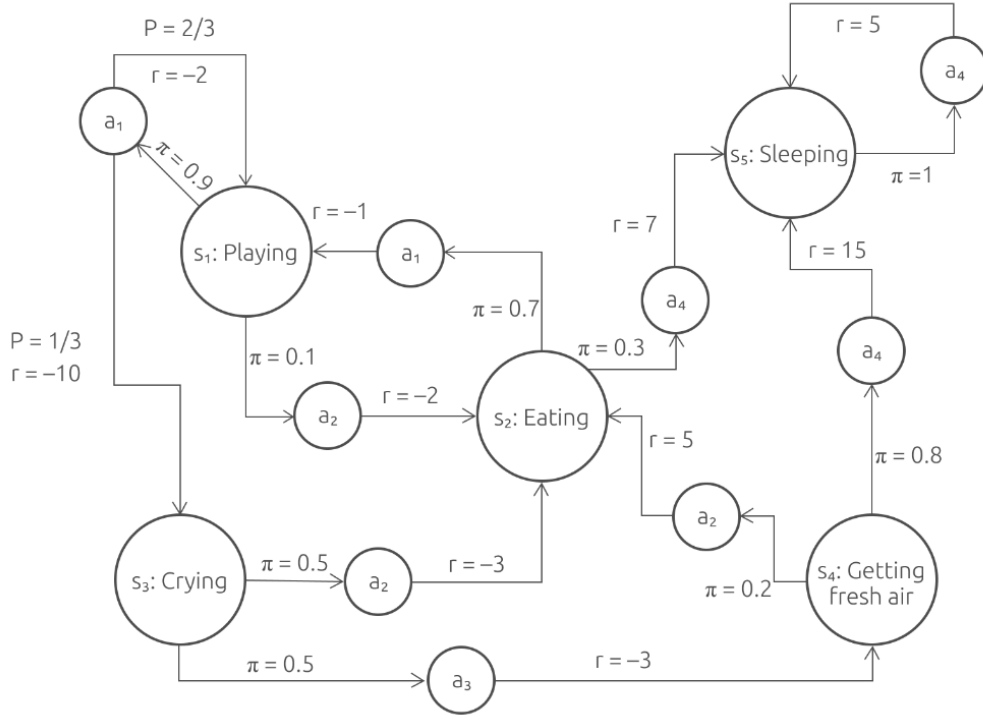 P = 2/3
r = –2
a₁
π = 0.9
s₁: Playing
r = –1
a₁
r = 5
a₄
s₅: Sleeping
π =1
r = 7
r = 15
a₄
a₄
P = 1/3
r = –10
π = 0.1
a₂
r = –2
π = 0.7
π = 0.3
s₂: Eating
r = 5
a₂
π = 0.8
π = 0.2
s₃: Crying
π = 0.5
a₂
r = –3
s₄: Getting
fresh air
π = 0.5
a₃
r = –3